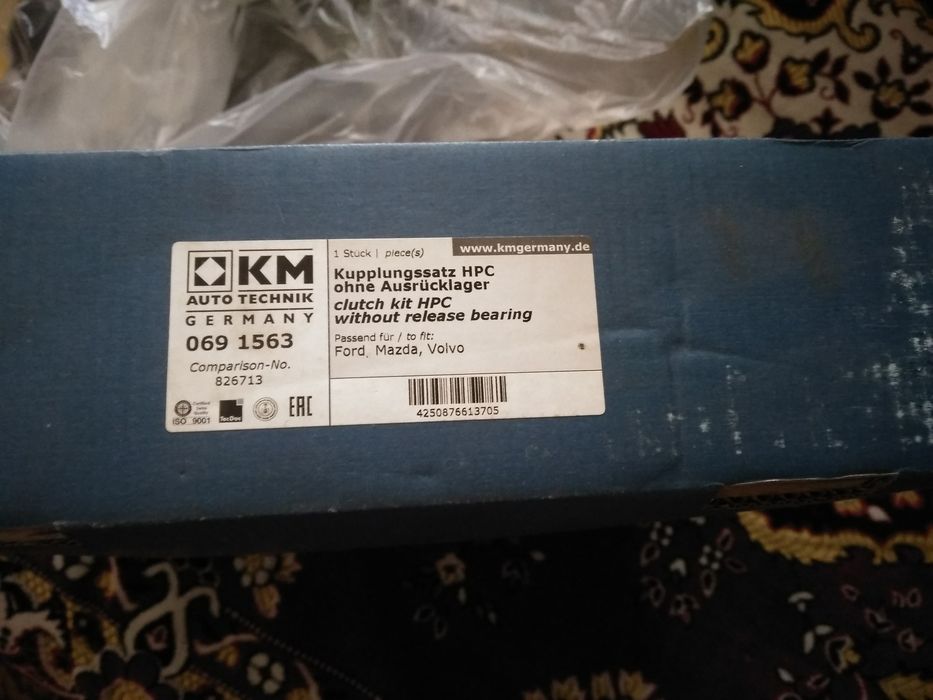 KM
AUTO TECHNIK
GERMANY
069 1563
Comparison-No.
826713
ISO 9001
TecDoc
EAC
1 Stück | piece(s)
www.kmgermany.de
Kupplungssatz HPC
ohne Ausrücklager
clutch kit HPC
without release bearing
Passend für / to fit:
Ford, Mazda, Volvo
4250876613705